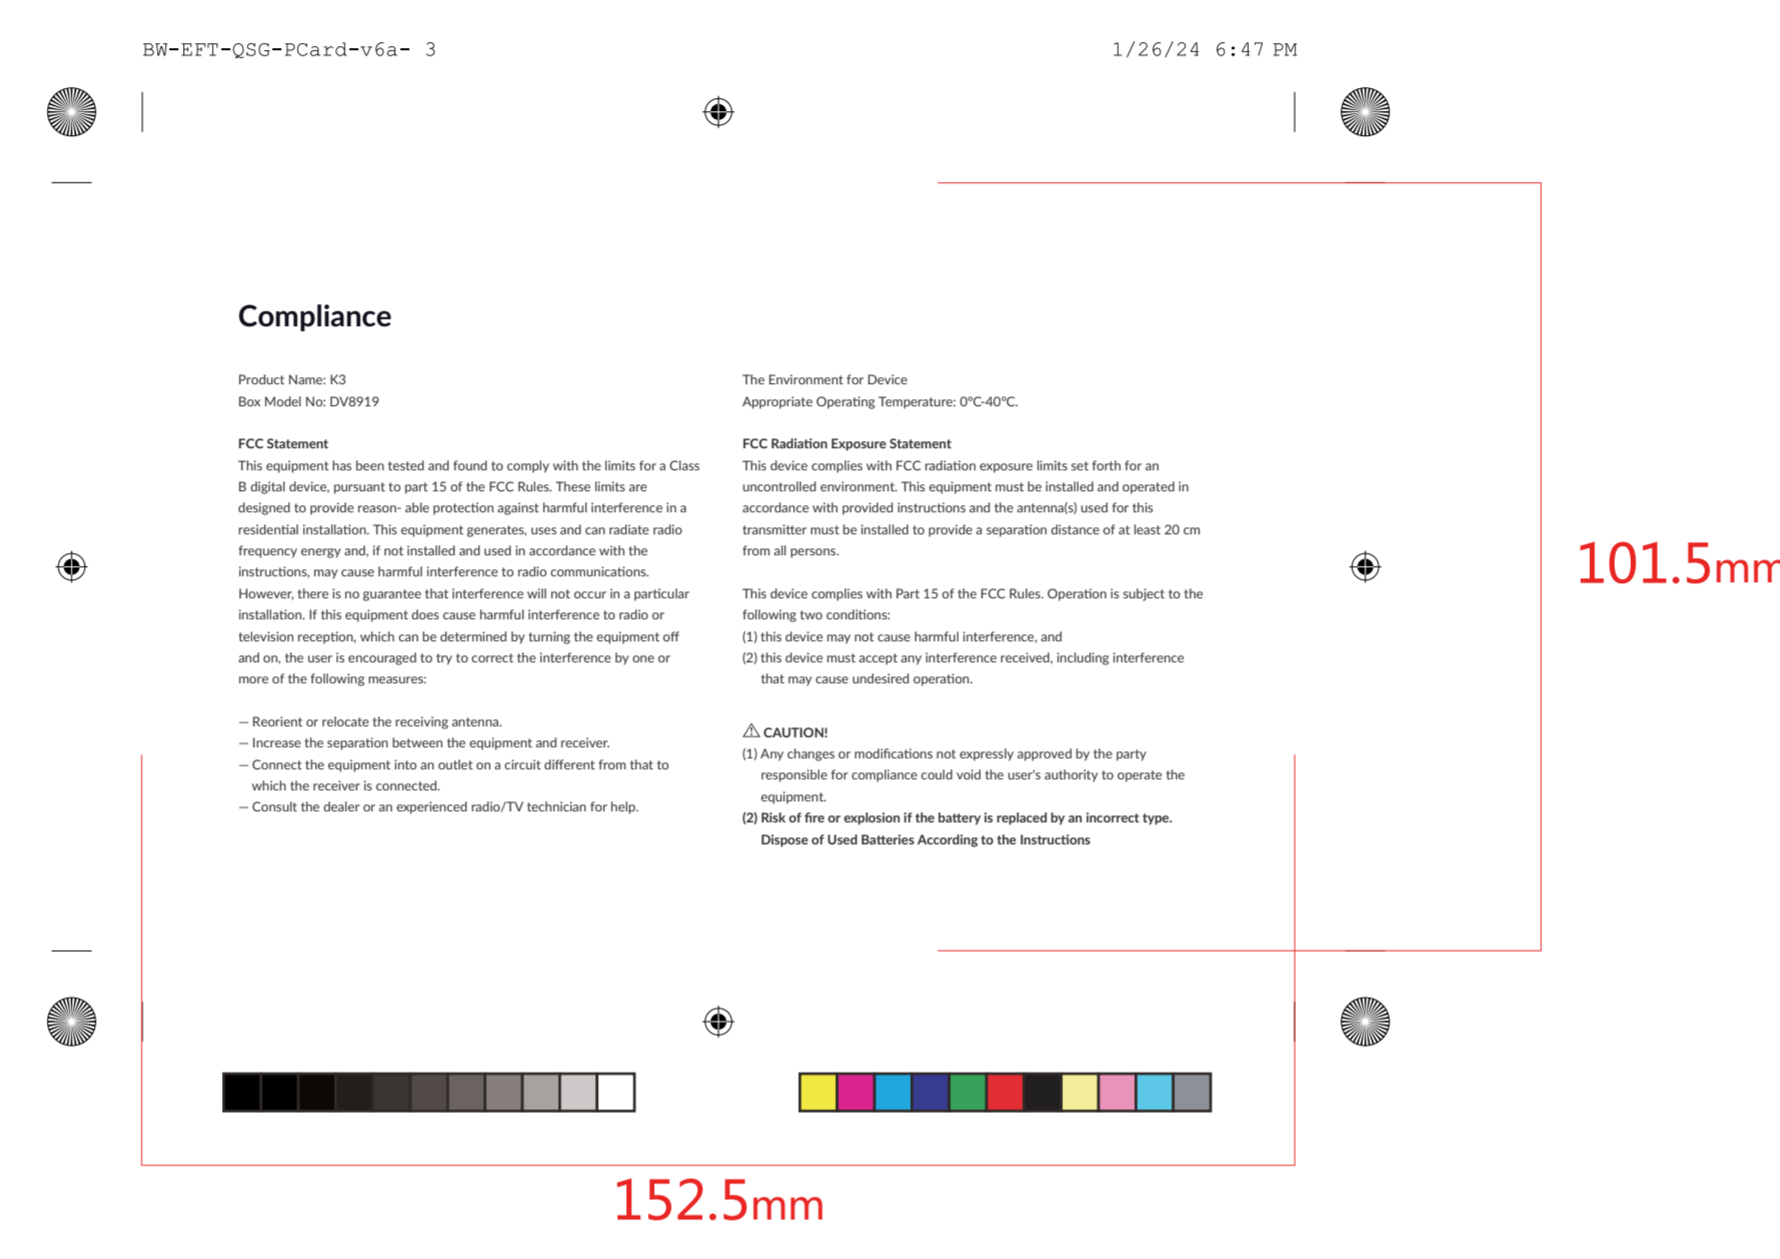 BW-EFT-QSG-PCard-v6a- 3
1/26/24 6:47 PM
Compliance
Product Name: K3
Box Model No: DV8919
FCC Statement
This equipment has been tested and found to comply with the limits for a Class
B digital device, pursuant to part 15 of the FCC Rules. These limits are
designed to provide reason- able protection against harmful interference in a
residential installation. This equipment generates, uses and can radiate radio
frequency energy and, if not installed and used in accordance with the
instructions, may cause harmful interference to radio communications.
However, there is no guarantee that interference will not occur in a particular
installation. If this equipment does cause harmful interference to radio or
television reception, which can be determined by turning the equipment off
and on, the user is encouraged to try to correct the interference by one or
more of the following measures:
— Reorient or relocate the receiving antenna.
— Increase the separation between the equipment and receiver.
— Connect the equipment into an outlet on a circuit different from that to
which the receiver is connected.
— Consult the dealer or an experienced radio/TV technician for help.
The Environment for Device
Appropriate Operating Temperature: 0°C-40°C.
FCC Radiation Exposure Statement
This device complies with FCC radiation exposure limits set forth for an
uncontrolled environment. This equipment must be installed and operated in
accordance with provided instructions and the antenna(s) used for this
transmitter must be installed to provide a separation distance of at least 20 cm
from all persons.
This device complies with Part 15 of the FCC Rules. Operation is subject to the
following two conditions:
(1) this device may not cause harmful interference, and
(2) this device must accept any interference received, including interference
that may cause undesired operation.
⚠ CAUTION!
(1) Any changes or modifications not expressly approved by the party
responsible for compliance could void the user's authority to operate the
equipment.
(2) Risk of fire or explosion if the battery is replaced by an incorrect type.
Dispose of Used Batteries According to the Instructions
101.5mm
152.5mm